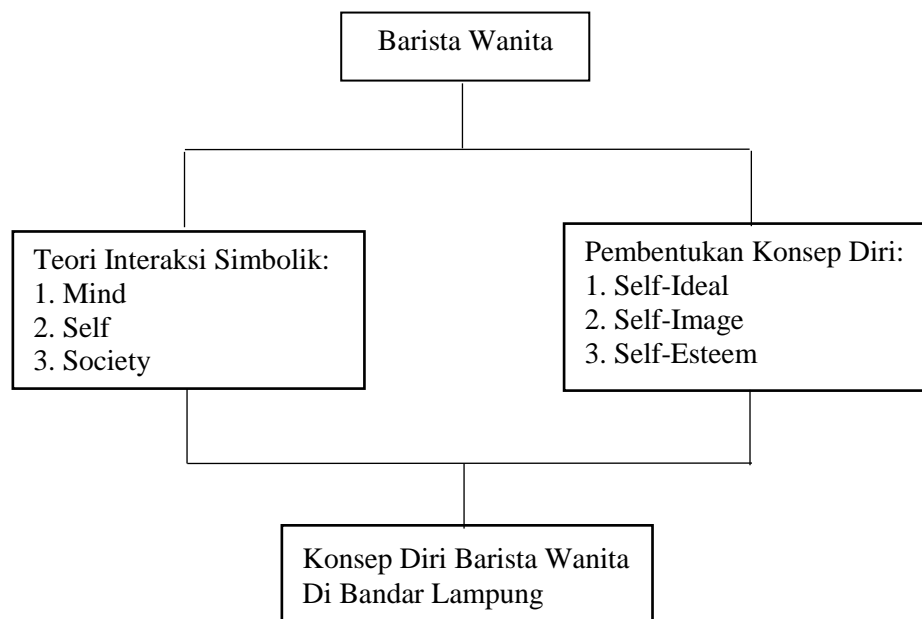 Barista Wanita
Teori Interaksi Simbolik:
1. Mind
2. Self
3. Society
Pembentukan Konsep Diri:
1. Self-Ideal
2. Self-Image
3. Self-Esteem
Konsep Diri Barista Wanita
Di Bandar Lampung